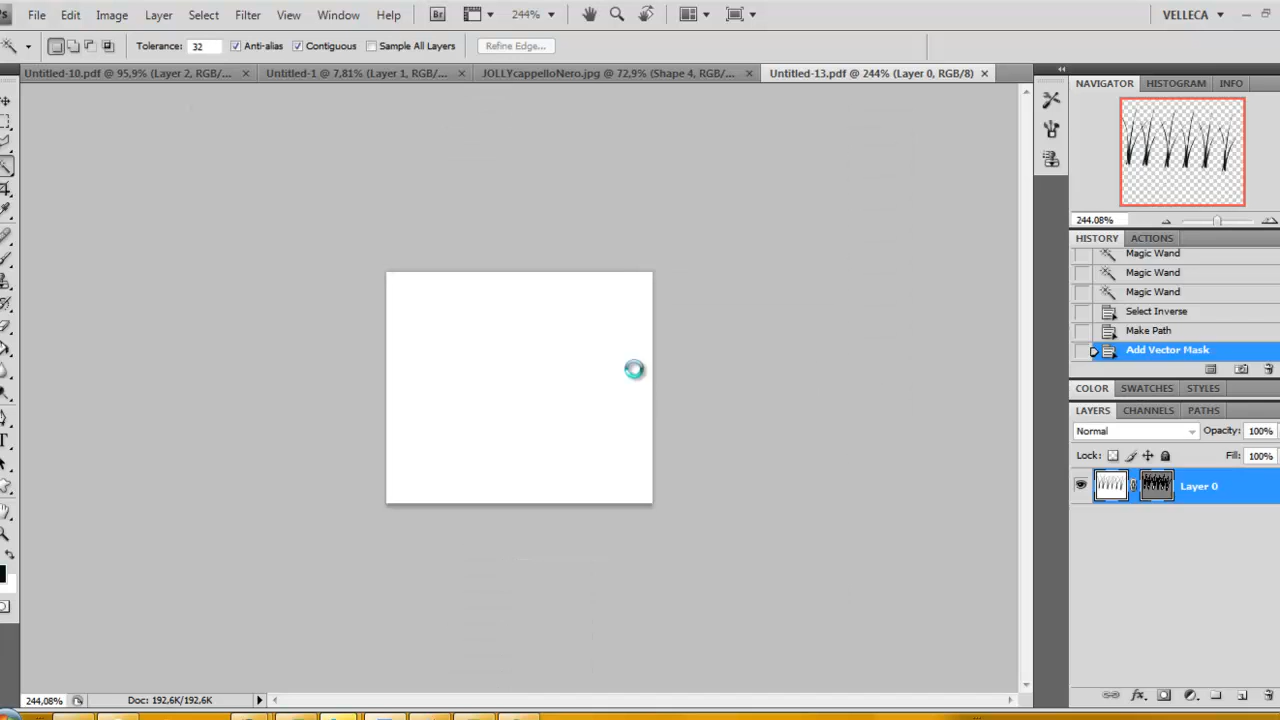 Ps File Edit Image Layer Select Filter Analysis View Window Help Br 244% VELLECA
Tolerance: 32 Anti-alias Contiguous Sample All Layers Refine Edge...
Untitled-10.pdf @ 95,9% (Layer 2, RGB/... × Untitled-1 @ 7,81% (Layer 1, RGB/... × JOLLYcappelloNero.jpg @ 72,9% (Shape 4, RGB/... × Untitled-13.pdf @ 244% (Layer 0, RGB/8) ×
NAVIGATOR HISTOGRAM INFO
244.08%
HISTORY ACTIONS
Magic Wand
Magic Wand
Magic Wand
Select Inverse
Make Path
Add Vector Mask
COLOR SWATCHES STYLES
LAYERS CHANNELS PATHS
Normal Opacity: 100%
Lock: Fill: 100%
Layer 0
T
244,08% Doc: 192,6K/192,6K